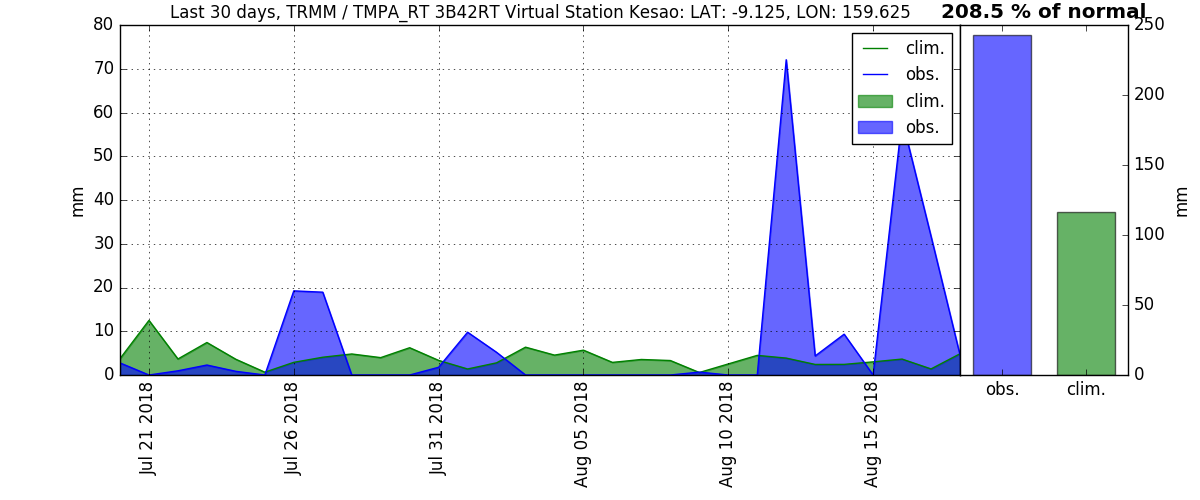 Last 30 days, TRMM / TMPA_RT 3B42RT Virtual Station Kesao: LAT: -9.125, LON: 159.625
208.5 % of normal
80
70
60
50
40
30
20
10
0
mm
clim.
obs.
clim.
obs.
Jul 21 2018
Jul 26 2018
Jul 31 2018
Aug 05 2018
Aug 10 2018
Aug 15 2018
250
200
150
100
50
0
mm
obs.
clim.